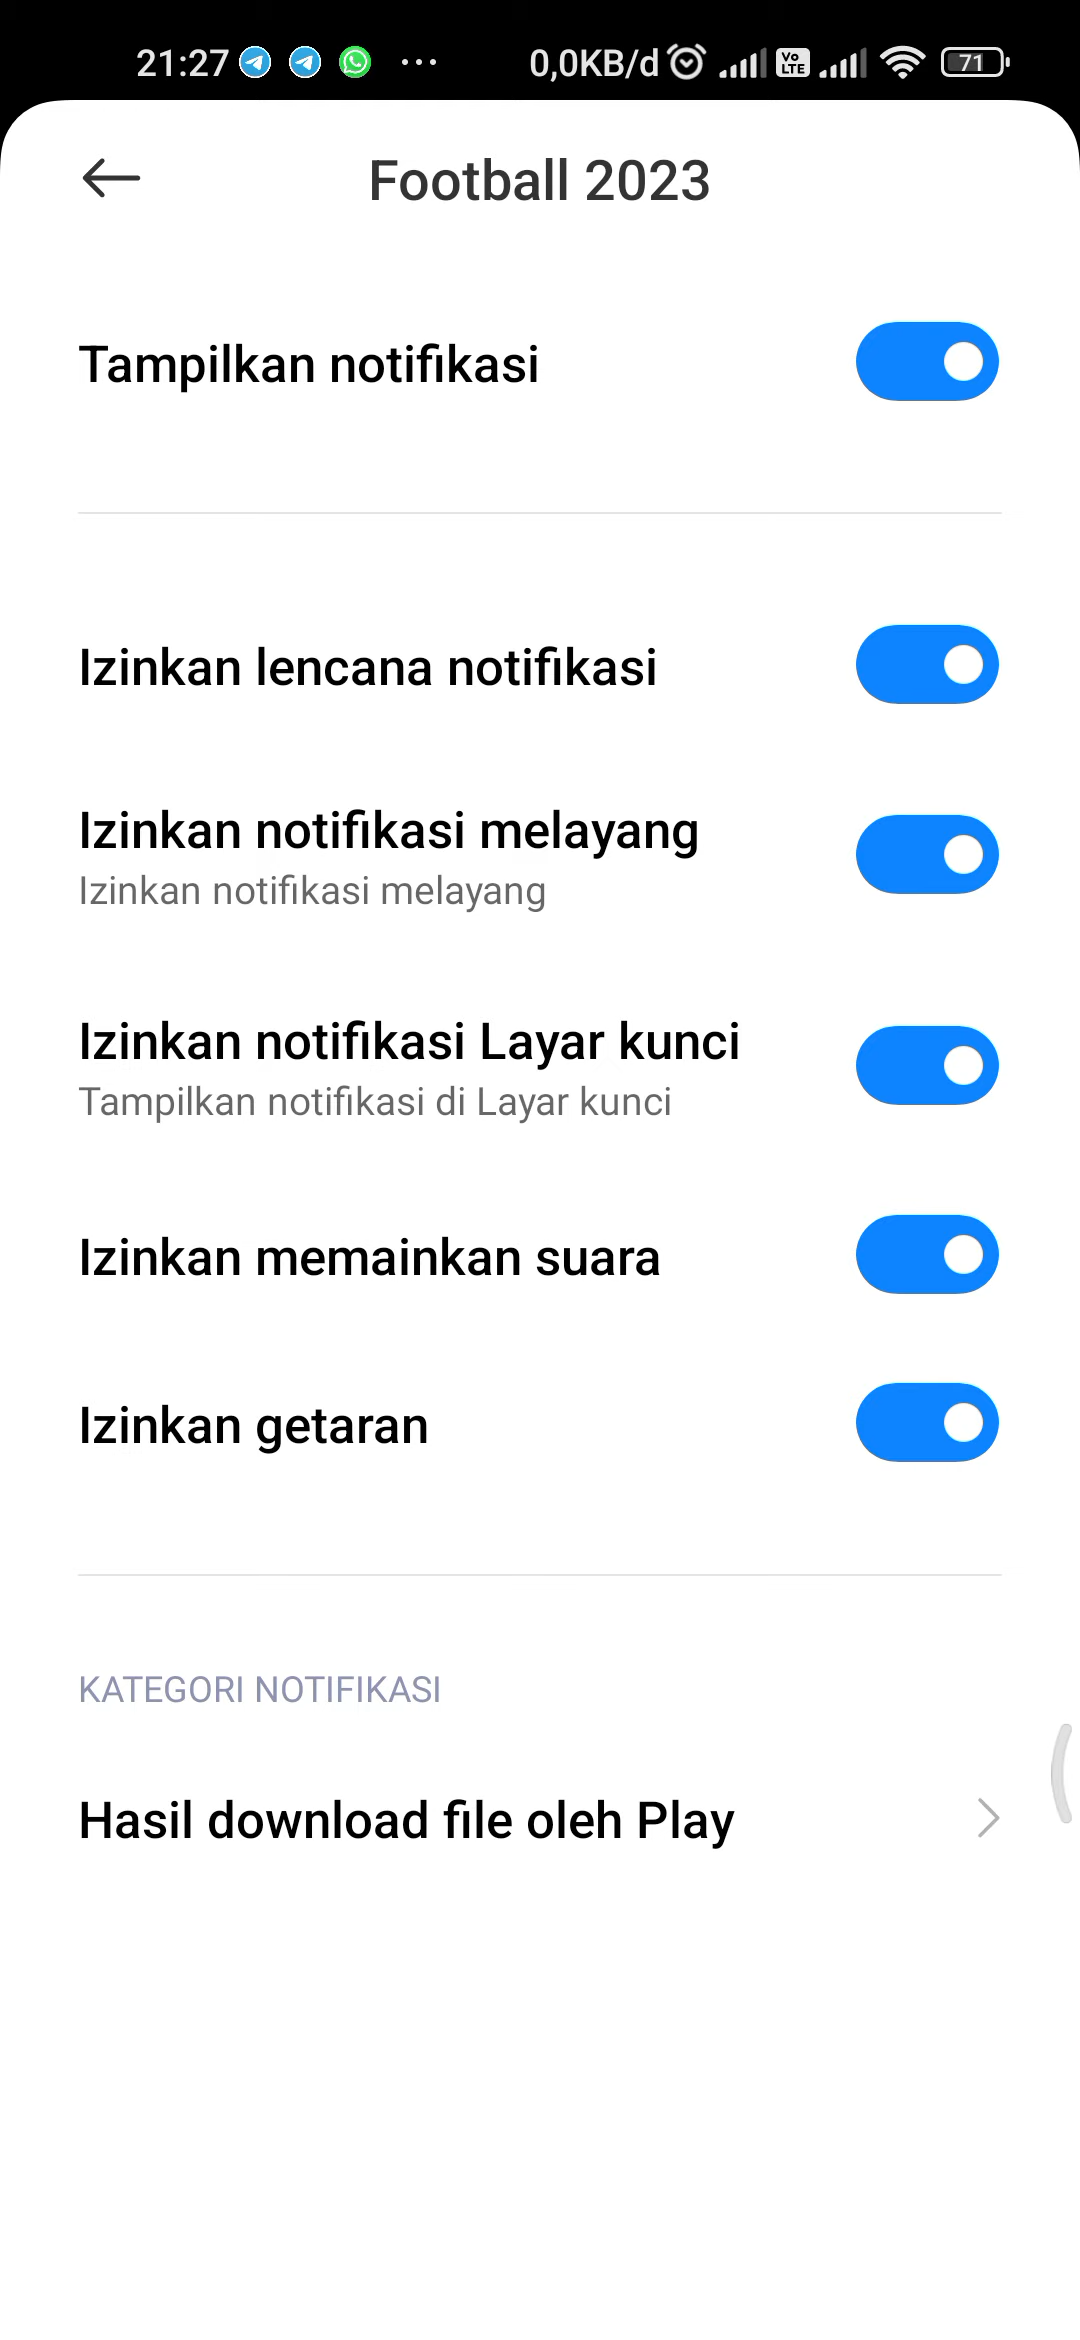 21:27 ... 0,0KB/d Vo LTE 71
Football 2023
Tampilkan notifikasi
Izinkan lencana notifikasi
Izinkan notifikasi melayang
Izinkan notifikasi melayang
Izinkan notifikasi Layar kunci
Tampilkan notifikasi di Layar kunci
Izinkan memainkan suara
Izinkan getaran
KATEGORI NOTIFIKASI
Hasil download file oleh Play